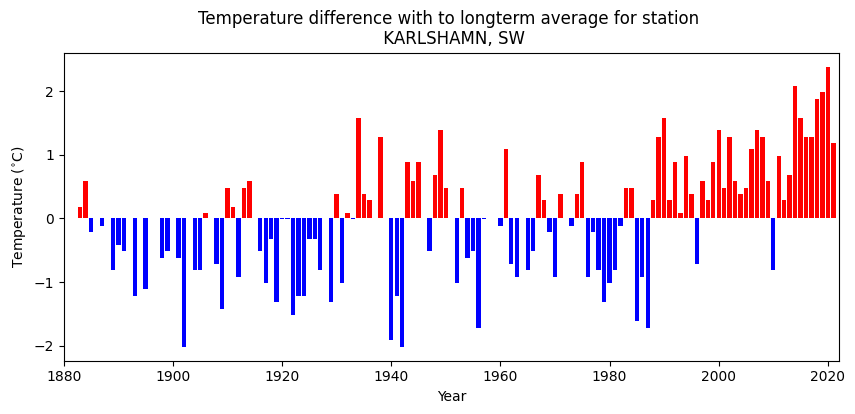 Temperature difference with to longterm average for station
KARLSHAMN, SW
Temperature (°C)
2
1
0
−1
−2
1880 1900 1920 1940 1960 1980 2000 2020
Year